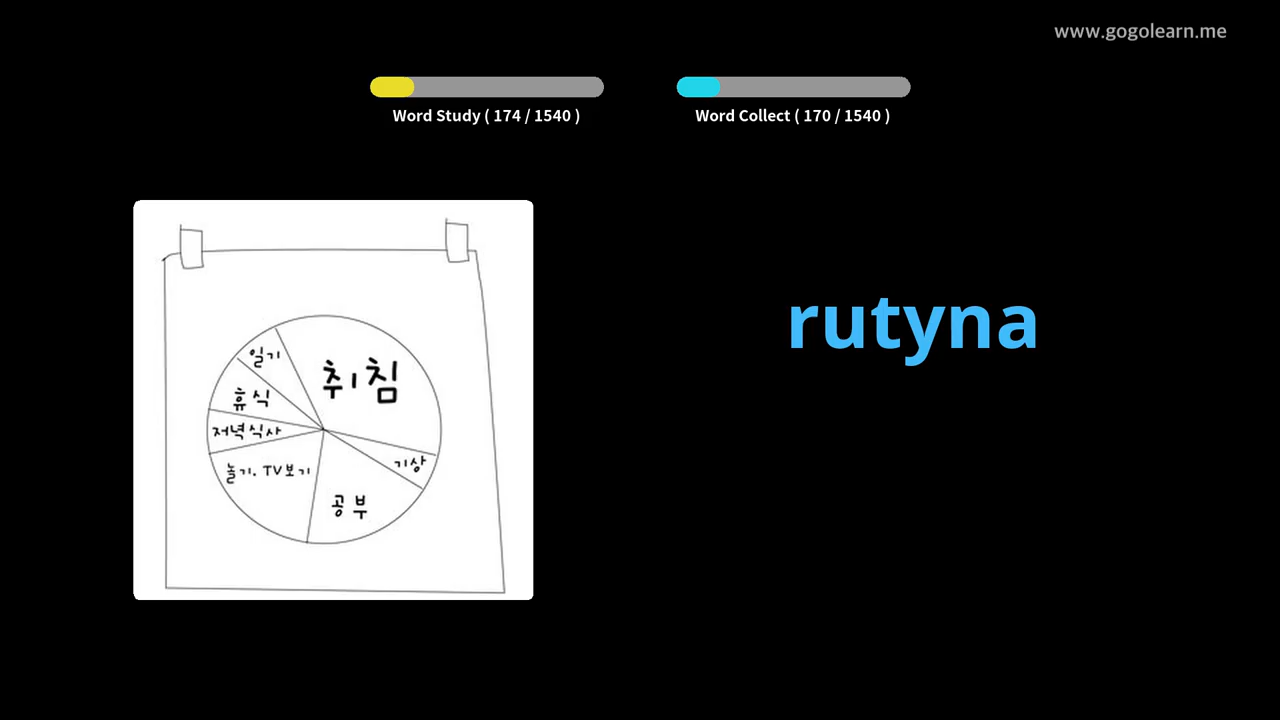 www.gogolearn.me
Word Study ( 174 / 1540 )
Word Collect ( 170 / 1540 )
rutyna
일기
취침
휴식
저녁식사
기상
놀기. TV보기
공부